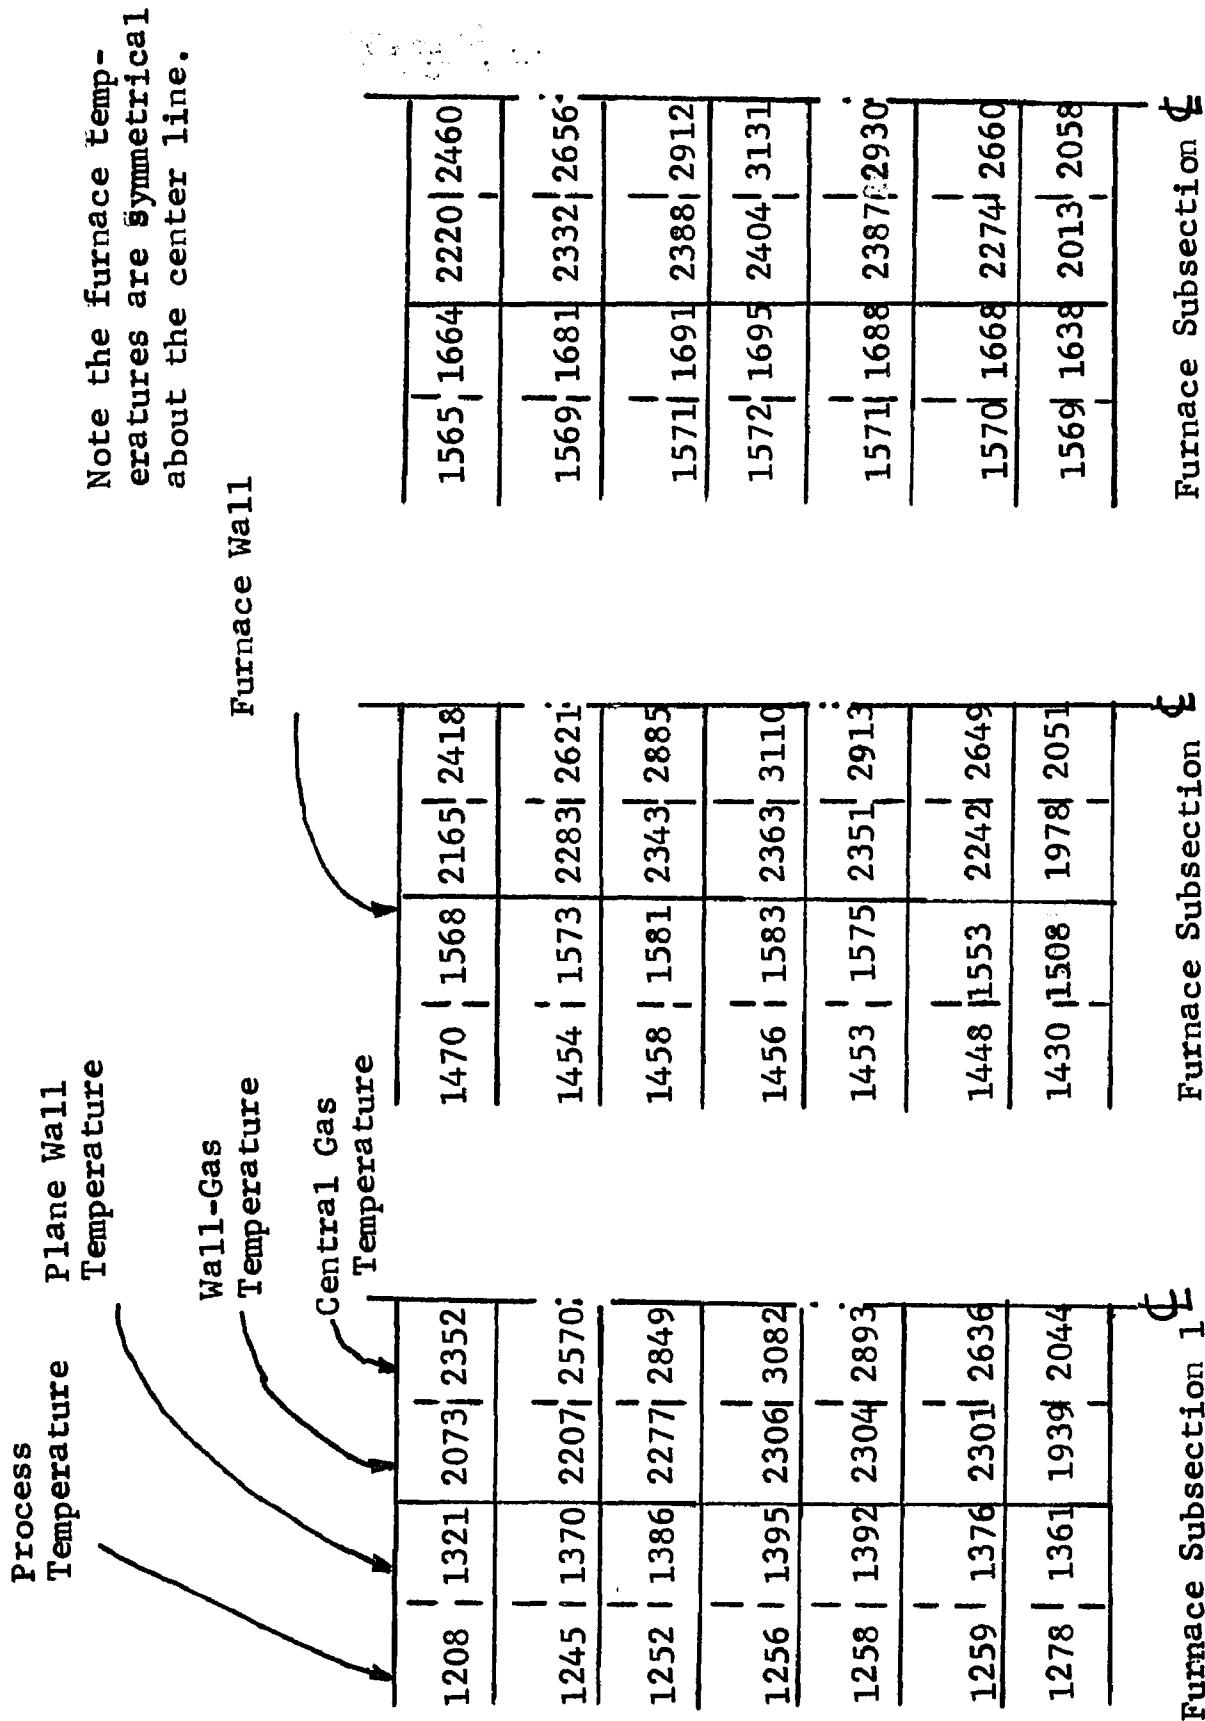 Note the furnace temp-
eratures are symmetrical
about the center line.
Process
Temperature
Plane Wall
Temperature
Wall-Gas
Temperature
Central Gas
Temperature
Furnace Wall
1208 1321 2073 2352
1245 1370 2207 2570
1252 1386 2277 2849
1256 1395 2306 3082
1258 1392 2304 2893
1259 1376 2301 2636
1278 1361 1939 2044
Furnace Subsection 1
1470 1568 2165 2418
1454 1573 2283 2621
1458 1581 2343 2885
1456 1583 2363 3110
1453 1575 2351 2913
1448 1553 2242 2649
1430 1508 1978 2051
Furnace Subsection
1565 1664 2220 2460
1569 1681 2332 2656
1571 1691 2388 2912
1572 1695 2404 3131
1571 1688 2387 2930
1570 1668 2274 2660
1569 1638 2013 2058
Furnace Subsection